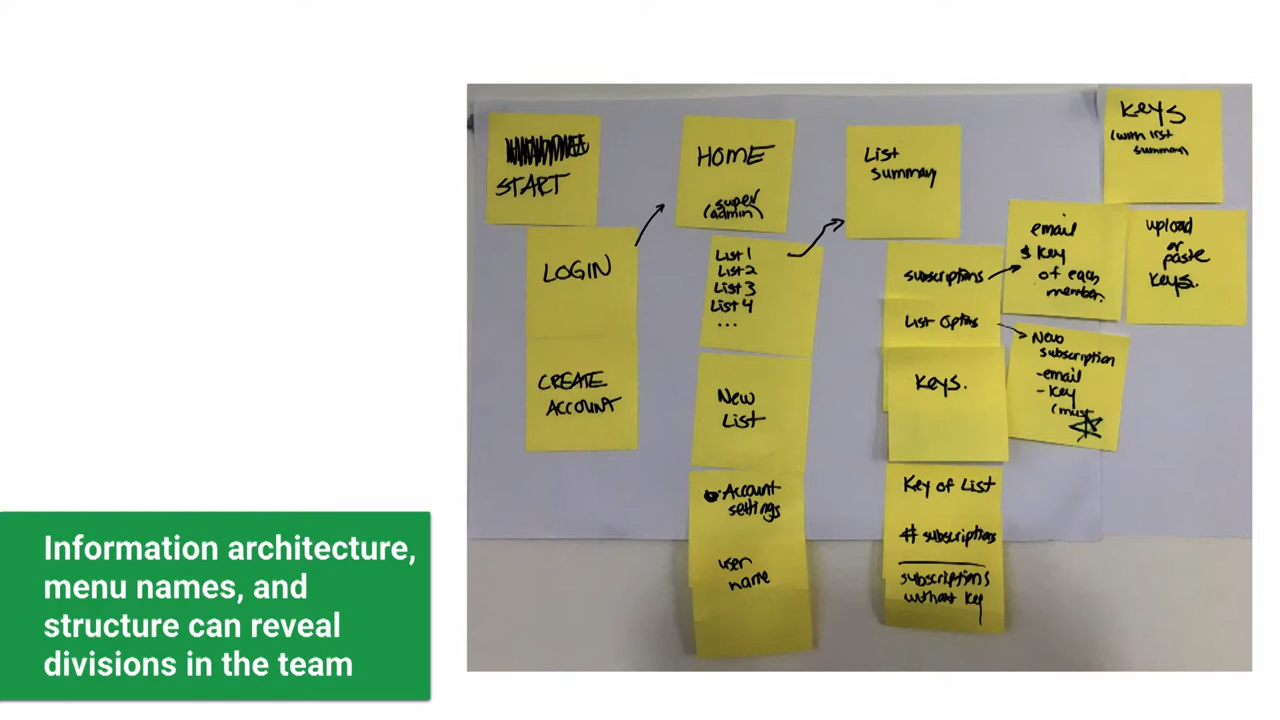 START
LOGIN
CREATE
ACCOUNT
HOME
super
(admin)
List 1
List 2
List 3
List 4
...
New
List
Account
settings
user
name
List
summary
subscriptions
List Optios
Keys.
Key of List
# subscriptions
subscriptions
without key
email
& Key
of each
member.
New
subscription
- email
- Key
(must
Keys
(with list
summary)
upload
or
paste
Keys.
Information architecture,
menu names, and
structure can reveal
divisions in the team